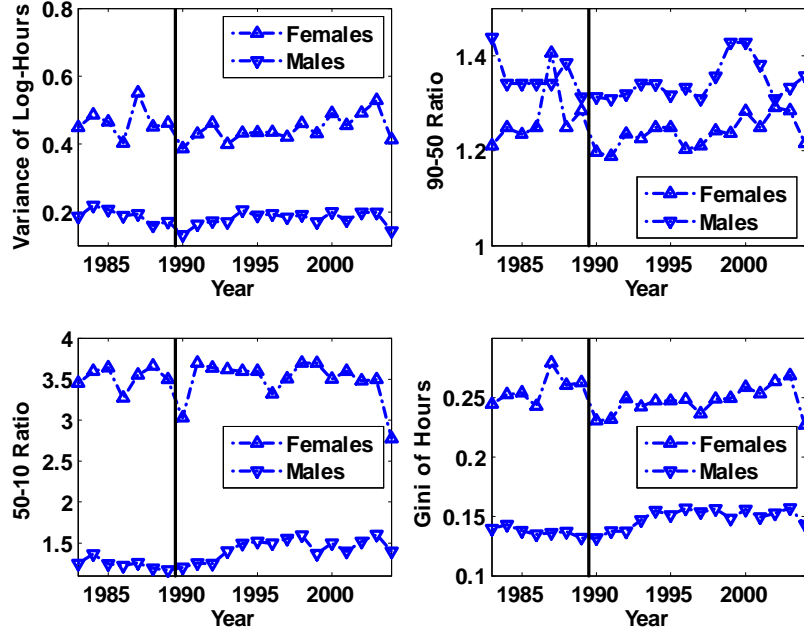 Variance of Log-Hours
0.8
0.6
0.4
0.2
Females
Males
1985
1990
1995
2000
Year
90-50 Ratio
1.4
1.2
1
Females
Males
1985
1990
1995
2000
Year
50-10 Ratio
4
3.5
3
2.5
2
1.5
Females
Males
1985
1990
1995
2000
Year
Gini of Hours
0.25
0.2
0.15
0.1
Females
Males
1985
1990
1995
2000
Year